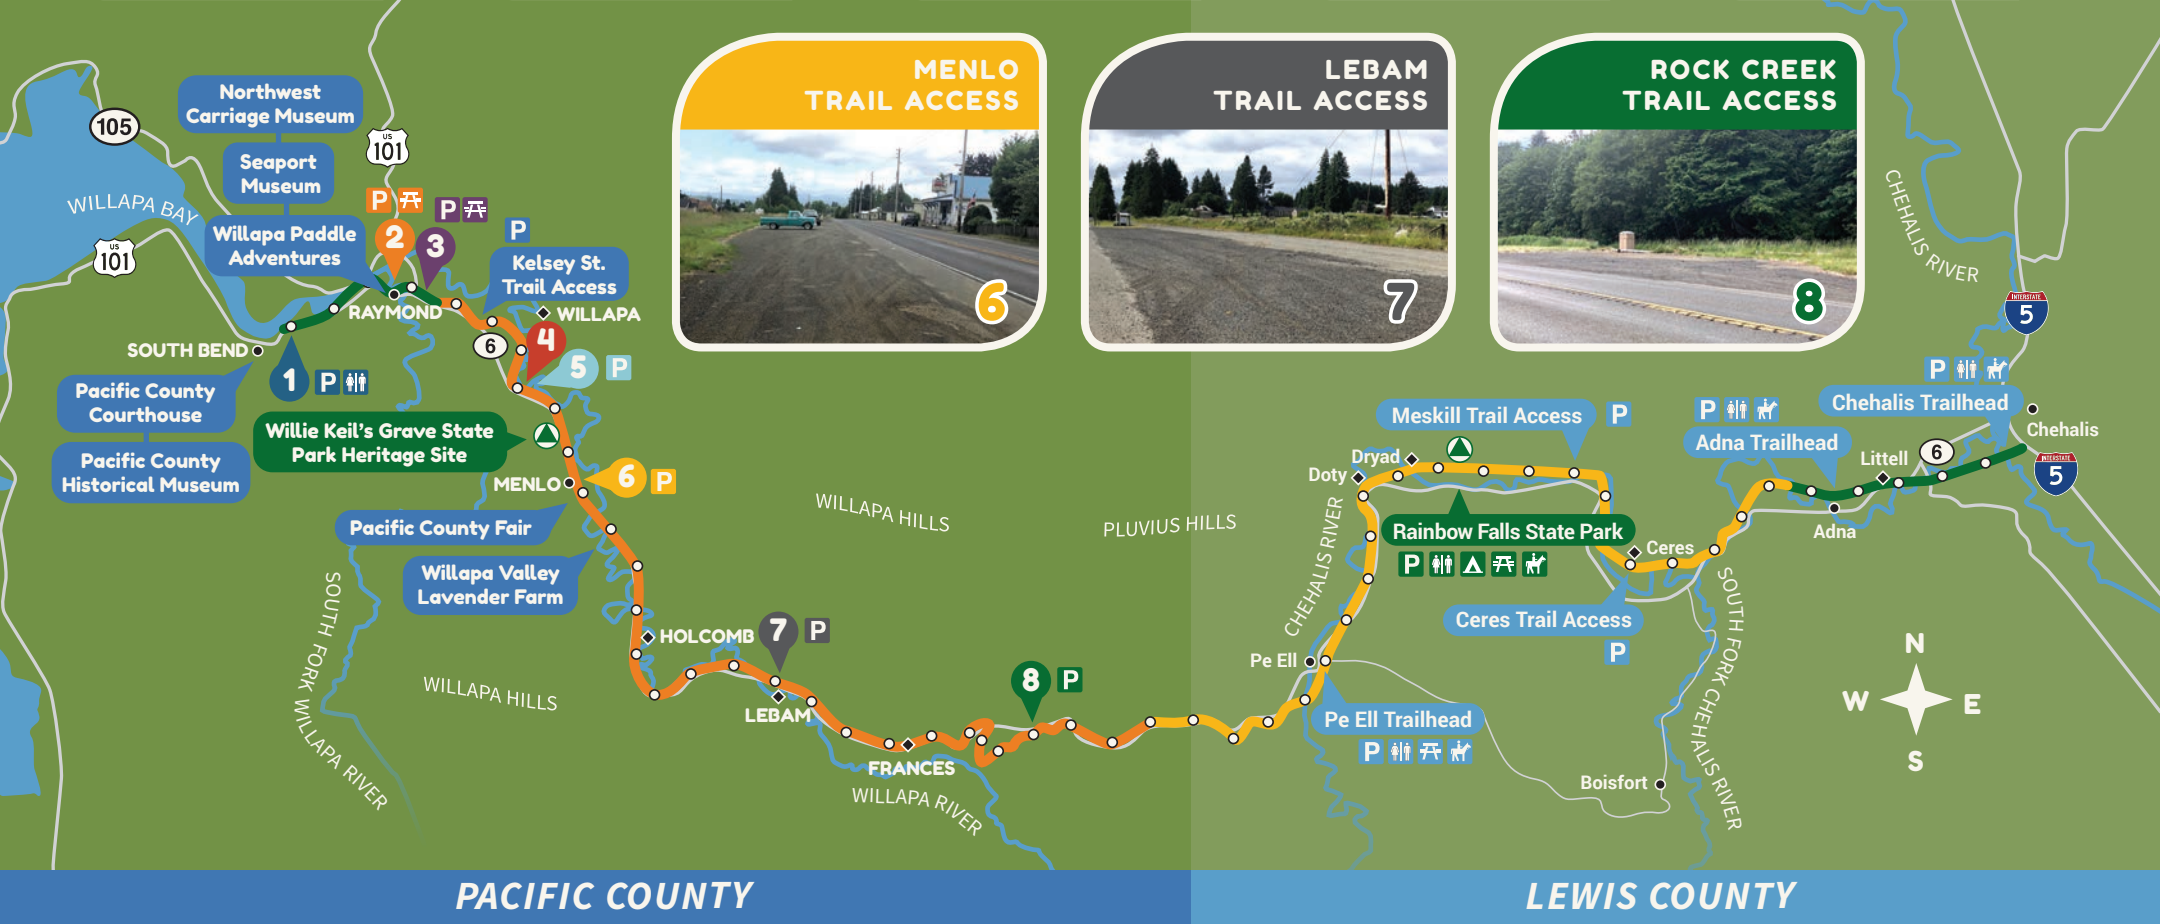 MENLO
TRAIL ACCESS
6
LEBAM
TRAIL ACCESS
7
ROCK CREEK
TRAIL ACCESS
8
105
US
101
US
101
WILLAPA BAY
Northwest
Carriage Museum
Seaport
Museum
Willapa Paddle
Adventures
P
2
P
3
P
Kelsey St.
Trail Access
RAYMOND
WILLAPA
6
4
5
P
SOUTH BEND
1
P
Pacific County
Courthouse
Pacific County
Historical Museum
Willie Keil's Grave State
Park Heritage Site
MENLO
6
P
Pacific County Fair
Willapa Valley
Lavender Farm
SOUTH FORK WILLAPA RIVER
WILLAPA HILLS
HOLCOMB
7
P
LEBAM
FRANCES
WILLAPA RIVER
8
P
WILLAPA HILLS
PLUVIUS HILLS
CHEHALIS RIVER
INTERSTATE
5
P
Chehalis Trailhead
Chehalis
INTERSTATE
5
P
Adna Trailhead
Littell
6
Adna
Meskill Trail Access
P
Dryad
Doty
Rainbow Falls State Park
P
Ceres
Ceres Trail Access
P
CHEHALIS RIVER
Pe Ell
Pe Ell Trailhead
P
Boisfort
SOUTH FORK CHEHALIS RIVER
N
W
E
S
PACIFIC COUNTY
LEWIS COUNTY